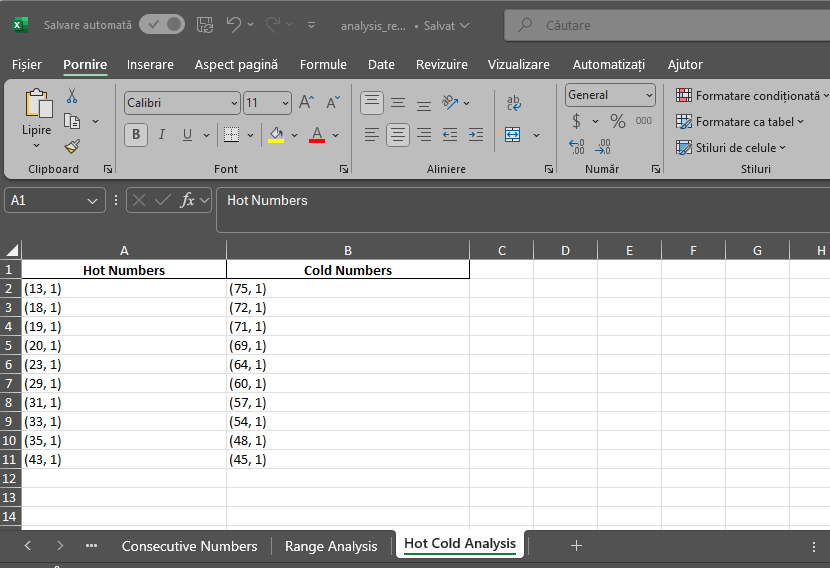 Salvare automată
analysis_re... • Salvat
Căutare
Fișier Pornire Inserare Aspect pagină Formule Date Revizuire Vizualizare Automatizați Ajutor
Lipire
Clipboard
Calibri 11
B I U A
Font
ab
Aliniere
General
$ % 000
Număr
Formatare condiționată
Formatare ca tabel
Stiluri de celule
Stiluri
A1 fx Hot Numbers
A B C D E F G H
1 Hot Numbers Cold Numbers
2 (13, 1) (75, 1)
3 (18, 1) (72, 1)
4 (19, 1) (71, 1)
5 (20, 1) (69, 1)
6 (23, 1) (64, 1)
7 (29, 1) (60, 1)
8 (31, 1) (57, 1)
9 (33, 1) (54, 1)
10 (35, 1) (48, 1)
11 (43, 1) (45, 1)
12
13
14
... Consecutive Numbers Range Analysis Hot Cold Analysis +